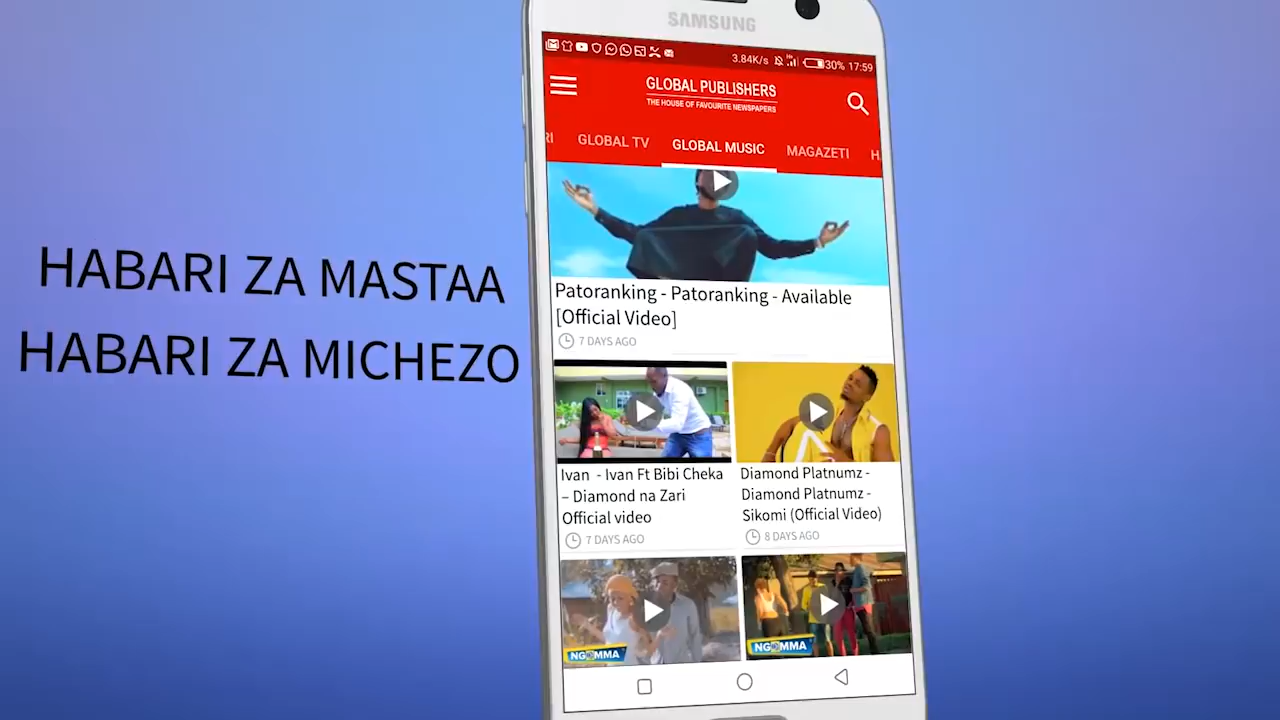 SAMSUNG
3.84K/s 30% 17:59
GLOBAL PUBLISHERS
THE HOUSE OF FAVOURITE NEWSPAPERS
RI GLOBAL TV GLOBAL MUSIC MAGAZETI H
HABARI ZA MASTAA
HABARI ZA MICHEZO
Patoranking - Patoranking - Available
[Official Video]
7 DAYS AGO
Ivan - Ivan Ft Bibi Cheka
– Diamond na Zari
Official video
7 DAYS AGO
Diamond Platnumz -
Diamond Platnumz -
Sikomi (Official Video)
8 DAYS AGO
NGOMMA
NGOMMA